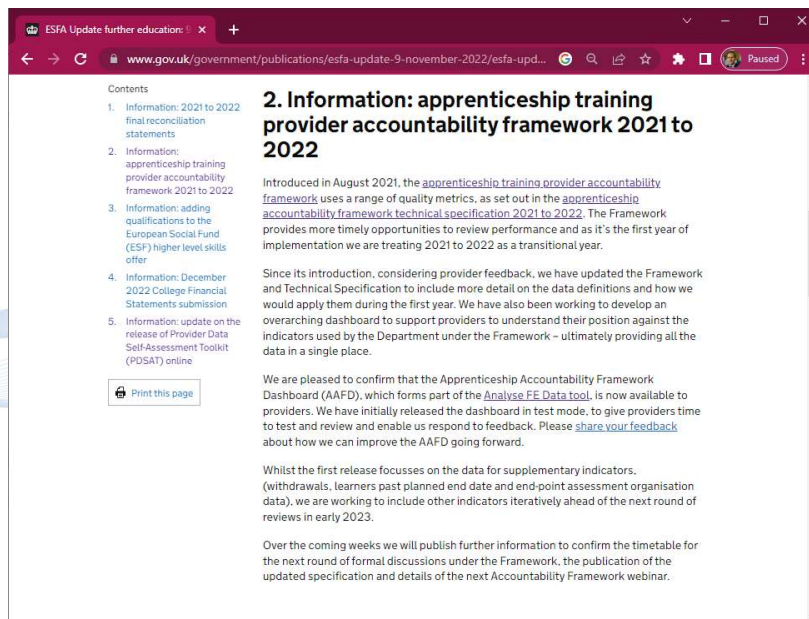 ESFA Update further education: 9
www.gov.uk/government/publications/esfa-update-9-november-2022/esfa-upd...
Paused
Contents
1. Information: 2021 to 2022
final reconciliation
statements
2. Information:
apprenticeship training
provider accountability
framework 2021 to 2022
3. Information: adding
qualifications to the
European Social Fund
(ESF) higher level skills
offer
4. Information: December
2022 College Financial
Statements submission
5. Information: update on the
release of Provider Data
Self-Assessment Toolkit
(PDSAT) online
Print this page
2. Information: apprenticeship training
provider accountability framework 2021 to
2022
Introduced in August 2021, the apprenticeship training provider accountability
framework uses a range of quality metrics, as set out in the apprenticeship
accountability framework technical specification 2021 to 2022. The Framework
provides more timely opportunities to review performance and as it's the first year of
implementation we are treating 2021 to 2022 as a transitional year.
Since its introduction, considering provider feedback, we have updated the Framework
and Technical Specification to include more detail on the data definitions and how we
would apply them during the first year. We have also been working to develop an
overarching dashboard to support providers to understand their position against the
indicators used by the Department under the Framework – ultimately providing all the
data in a single place.
We are pleased to confirm that the Apprenticeship Accountability Framework
Dashboard (AAFD), which forms part of the Analyse FE Data tool, is now available to
providers. We have initially released the dashboard in test mode, to give providers time
to test and review and enable us respond to feedback. Please share your feedback
about how we can improve the AAFD going forward.
Whilst the first release focusses on the data for supplementary indicators,
(withdrawals, learners past planned end date and end-point assessment organisation
data), we are working to include other indicators iteratively ahead of the next round of
reviews in early 2023.
Over the coming weeks we will publish further information to confirm the timetable for
the next round of formal discussions under the Framework, the publication of the
updated specification and details of the next Accountability Framework webinar.